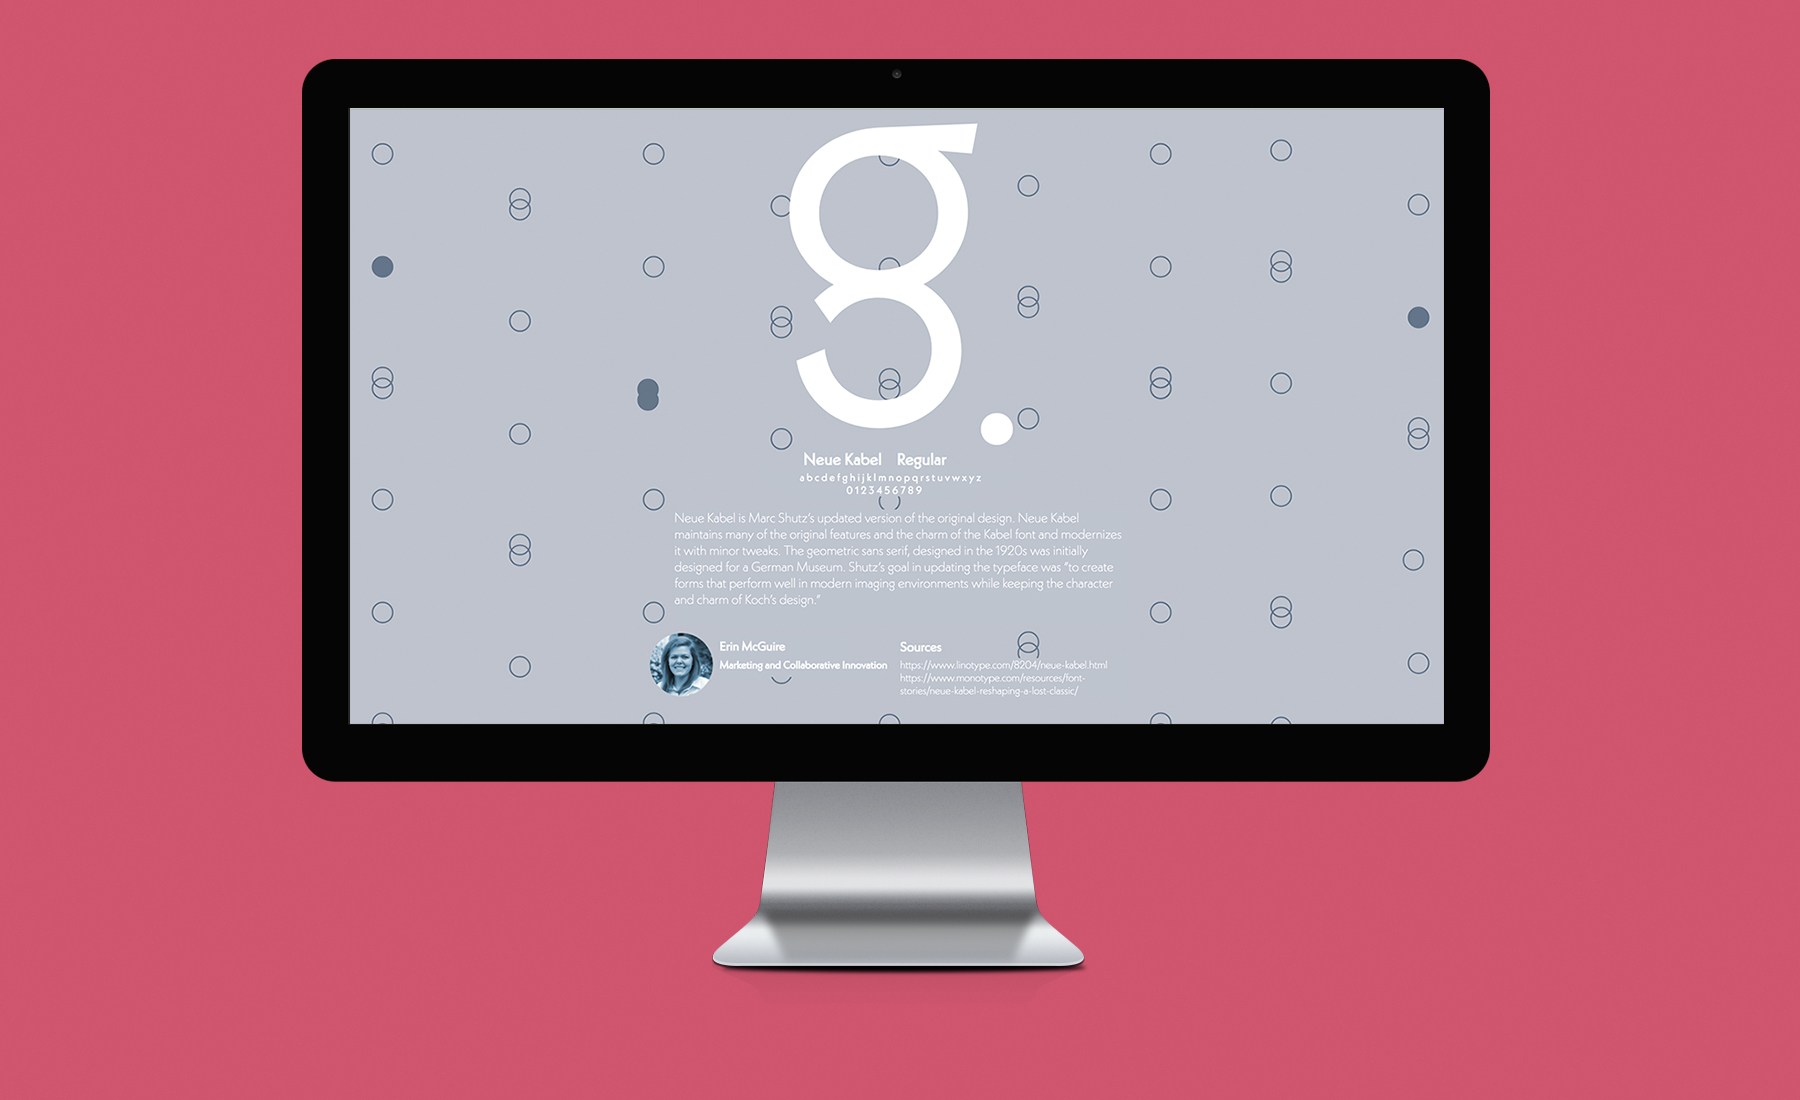 g.
Neue Kabel Regular
abcdefghijklmnopqrstuvwxyz
0123456789
Neue Kabel is Marc Shutz's updated version of the original design. Neue Kabel
maintains many of the original features and the charm of the Kabel font and modernizes
it with minor tweaks. The geometric sans serif, designed in the 1920s was initially
designed for a German Museum. Shutz's goal in updating the typeface was "to create
forms that perform well in modern imaging environments while keeping the character
and charm of Koch's design."
Erin McGuire
Marketing and Collaborative Innovation
Sources
https://www.linotype.com/8204/neue-kabel.html
https://www.monotype.com/resources/font-
stories/neue-kabel-reshaping-a-lost-classic/